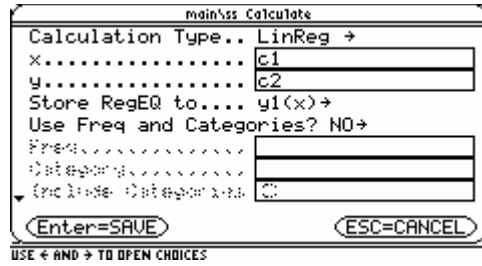 main\ss Calculate
Calculation Type.. LinReg →
x................. c1
y................. c2
Store RegEQ to.... y1(x)→
Use Freq and Categories? NO→
Freq..............
Category..........
Include Categories {}
Enter=SAVE ESC=CANCEL
USE ← AND → TO OPEN CHOICES